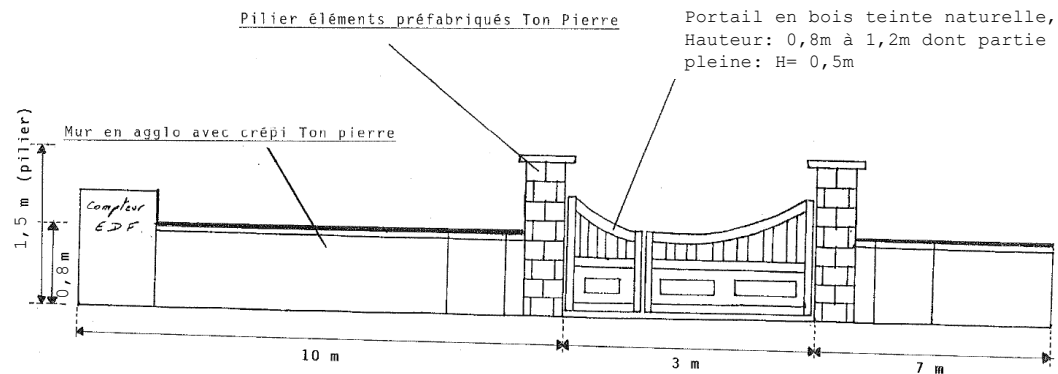 Pilier éléments préfabriqués Ton Pierre
Portail en bois teinte naturelle,
Hauteur: 0,8m à 1,2m dont partie
pleine: H= 0,5m
Mur en agglo avec crépi Ton pierre
1,5 m (pilier)
0,8 m
Compteur
EDF.
10 m
3 m
7 m